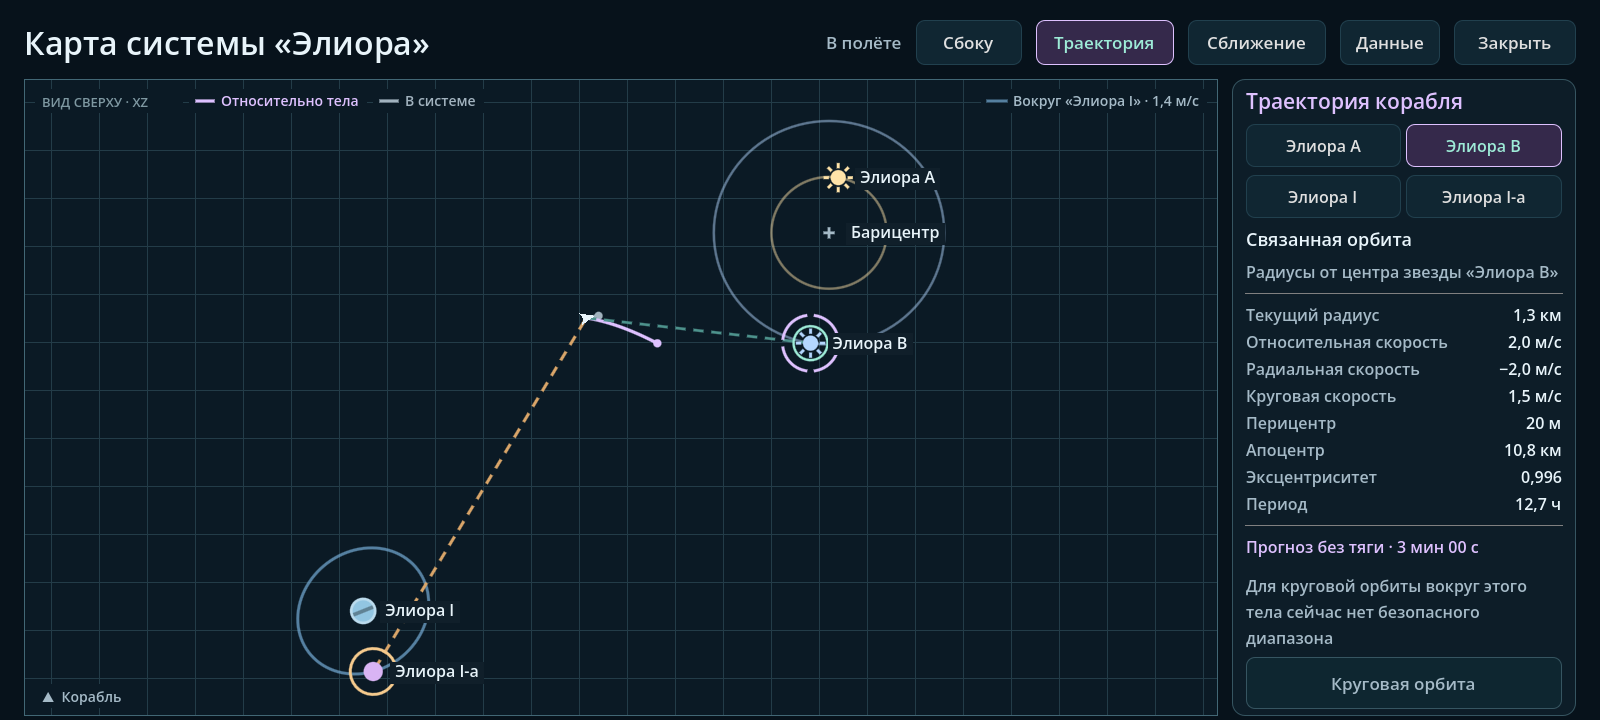 Карта системы «Элиора»
В полёте
Сбоку
Траектория
Сближение
Данные
Закрыть
ВИД СВЕРХУ · XZ
Относительно тела
В системе
Вокруг «Элиора I» · 1,4 м/с
Элиора A
Барицентр
Элиора B
Элиора I
Элиора I-a
Корабль
Траектория корабля
Элиора A
Элиора B
Элиора I
Элиора I-a
Связанная орбита
Радиусы от центра звезды «Элиора B»
Текущий радиус 1,3 км
Относительная скорость 2,0 м/с
Радиальная скорость −2,0 м/с
Круговая скорость 1,5 м/с
Перицентр 20 м
Апоцентр 10,8 км
Эксцентриситет 0,996
Период 12,7 ч
Прогноз без тяги · 3 мин 00 с
Для круговой орбиты вокруг этого
тела сейчас нет безопасного
диапазона
Круговая орбита